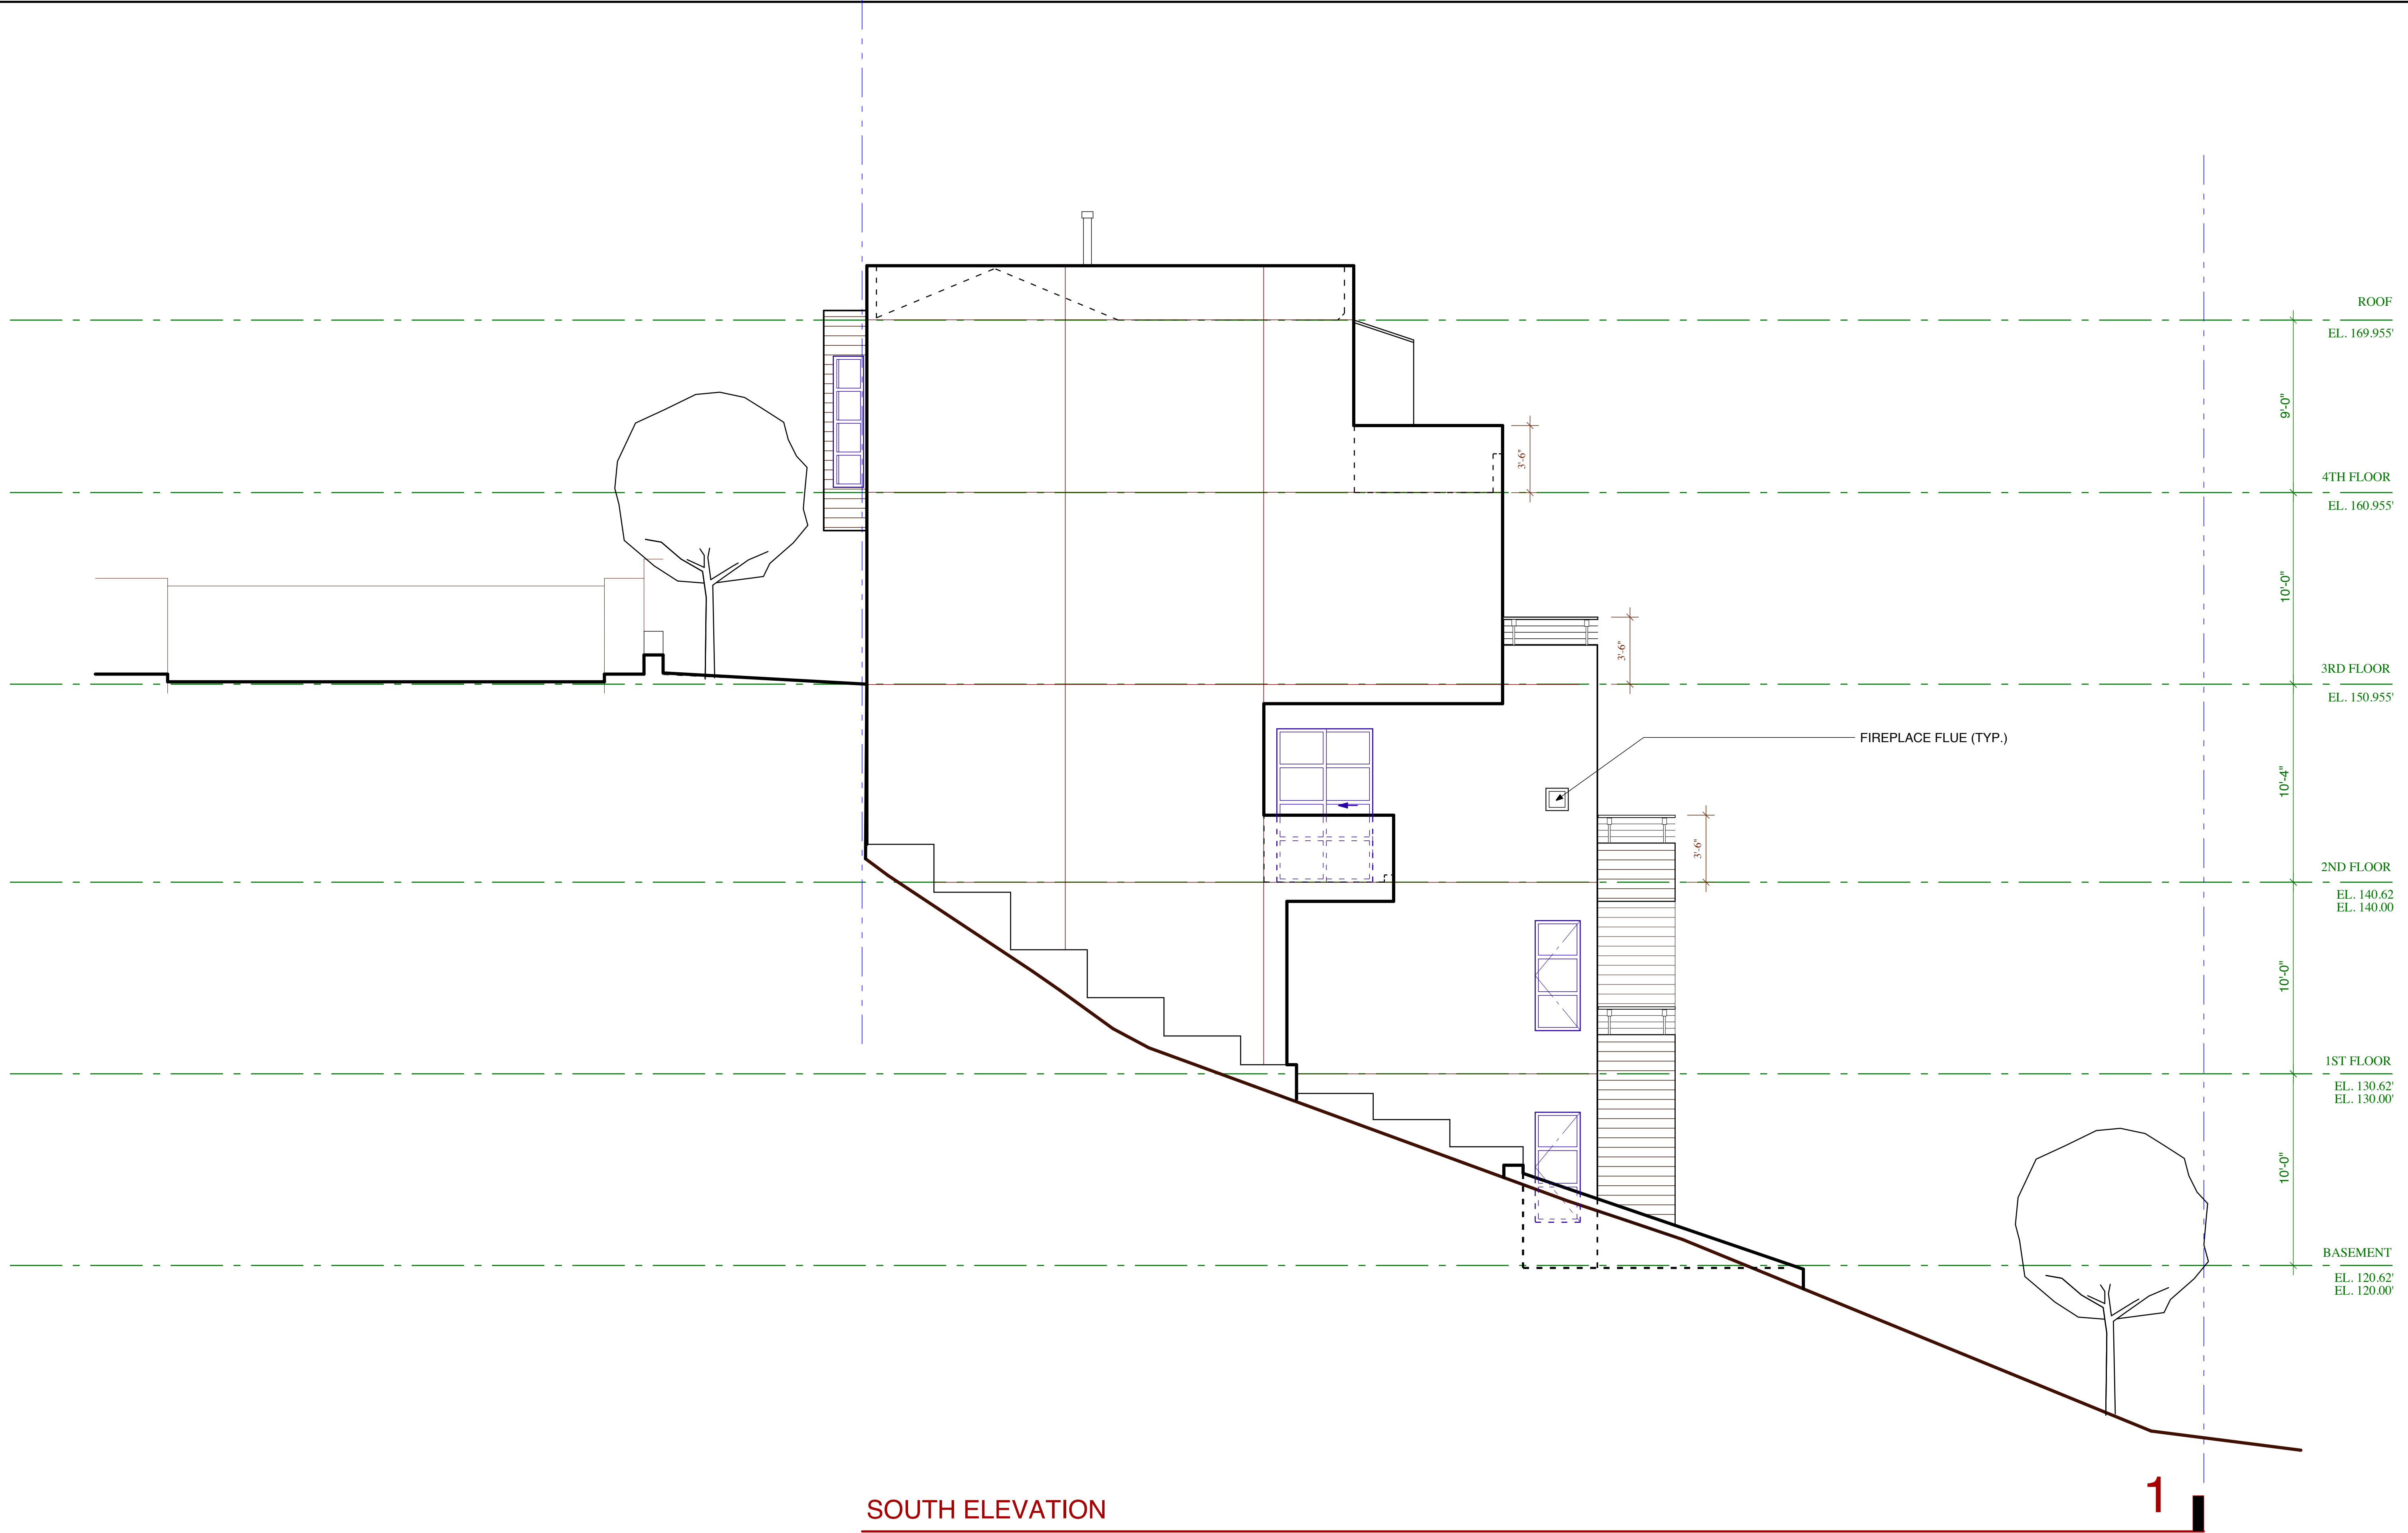 ROOF
EL. 169.955'
9'-0"
3'-6"
4TH FLOOR
EL. 160.955'
10'-0"
3'-6"
3RD FLOOR
EL. 150.955'
FIREPLACE FLUE (TYP.)
10'-4"
3'-6"
2ND FLOOR
EL. 140.62
EL. 140.00
10'-0"
1ST FLOOR
EL. 130.62'
EL. 130.00'
10'-0"
BASEMENT
EL. 120.62'
EL. 120.00'
1
SOUTH ELEVATION